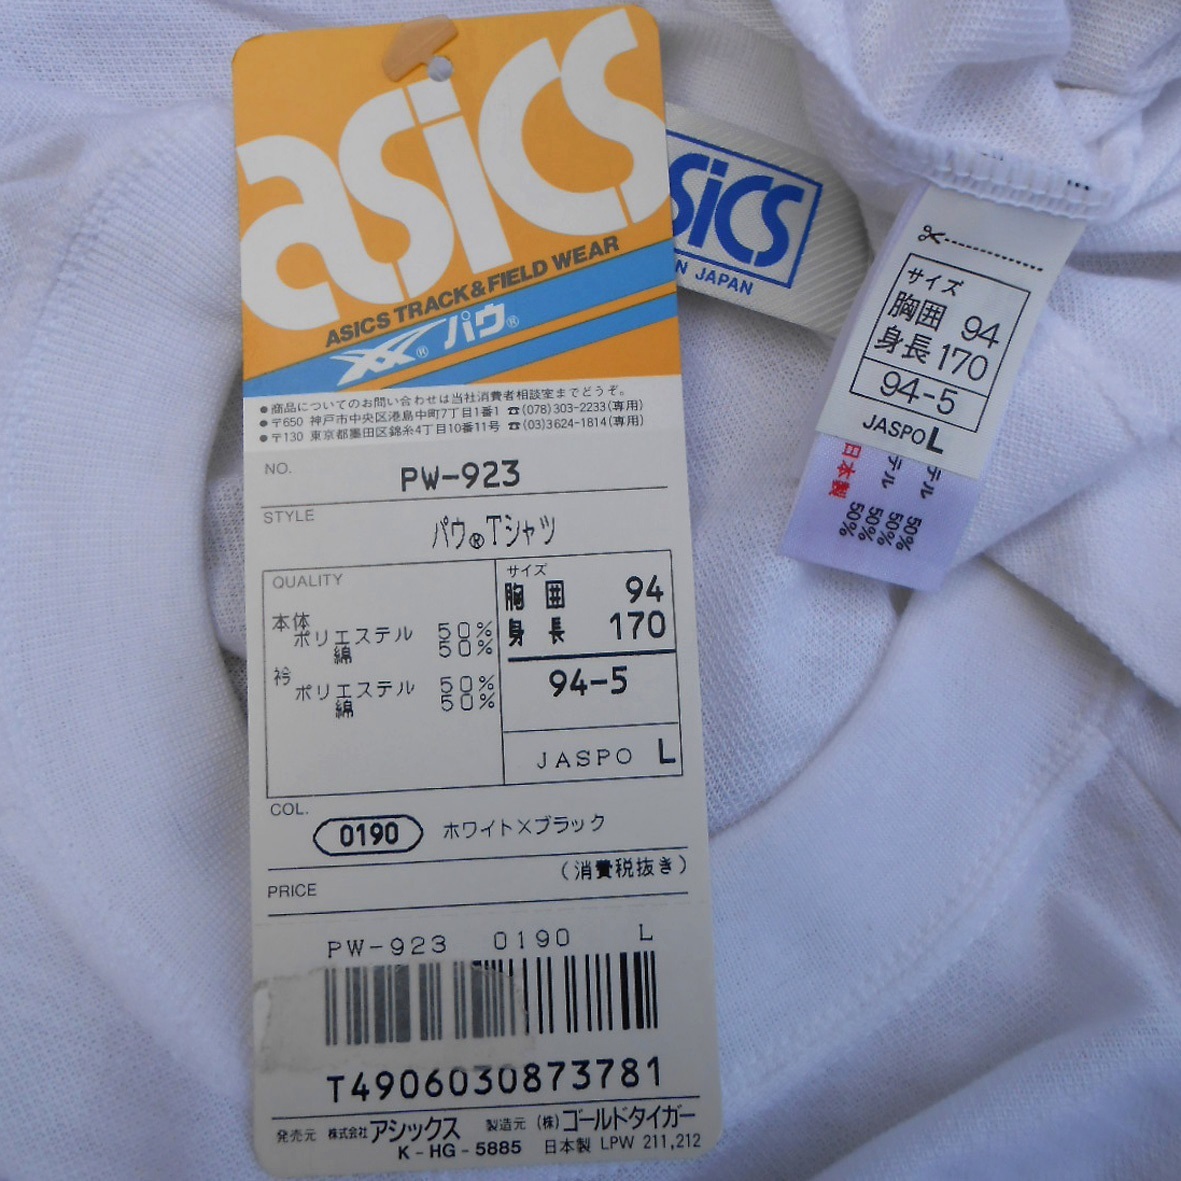 asics
ASICS TRACK&FIELD WEAR
パウ®
●商品についてのお問い合わせは当社消費者相談室までどうぞ。
●〒650 神戸市中央区港島中町7丁目1番1 ☎(078)303-2233(専用)
●〒130 東京都墨田区錦糸4丁目10番11号 ☎(03)3624-1814(専用)
NO. PW-923
STYLE
パウ®Tシャツ
QUALITY
本体
ポリエステル 50%
綿 50%
衿
ポリエステル 50%
綿 50%
サイズ
胸囲 94
身長 170
94-5
JASPO L
COL.
0190 ホワイト×ブラック
(消費税抜き)
PRICE
PW-923 0190 L
T4906030873781
発売元 株式会社アシックス 製造元 (株)ゴールドタイガー
K-HG-5885 日本製 LPW 211,212
sics
N JAPAN
サイズ
胸囲 94
身長 170
94-5
JASPO L
テル 50%
50%
テル 50%
50%
日本製